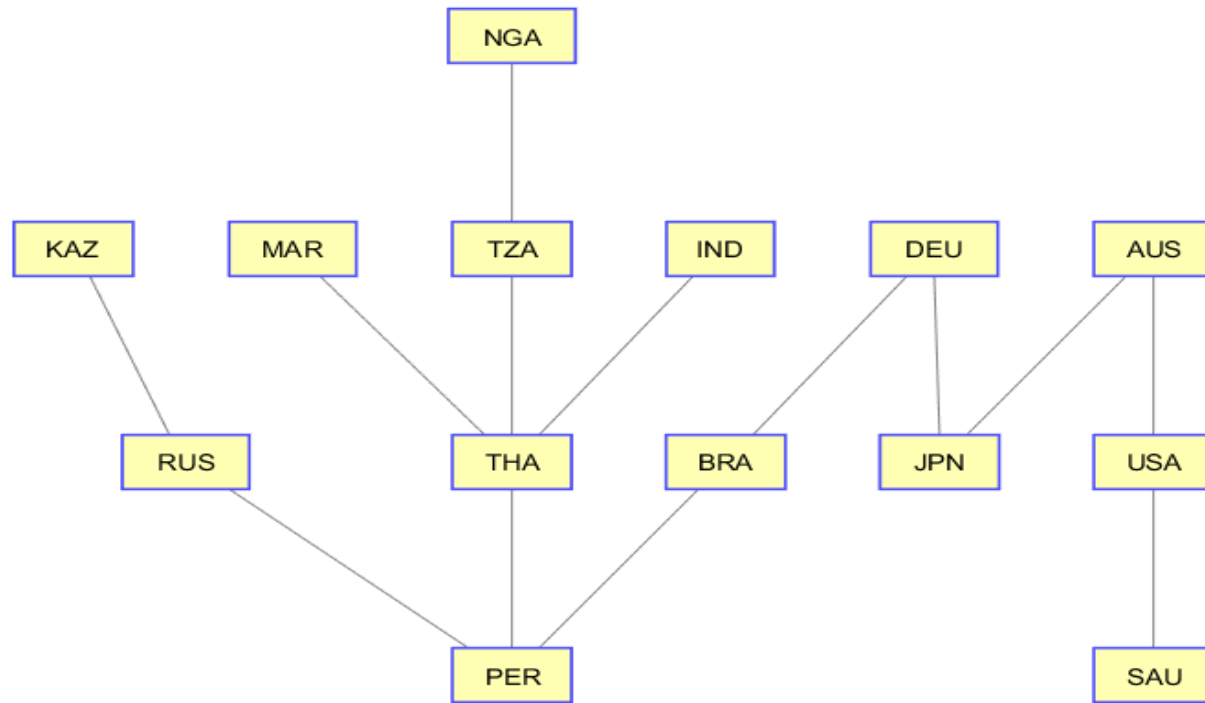 NGA
KAZ MAR TZA IND DEU AUS
RUS THA BRA JPN USA
PER SAU